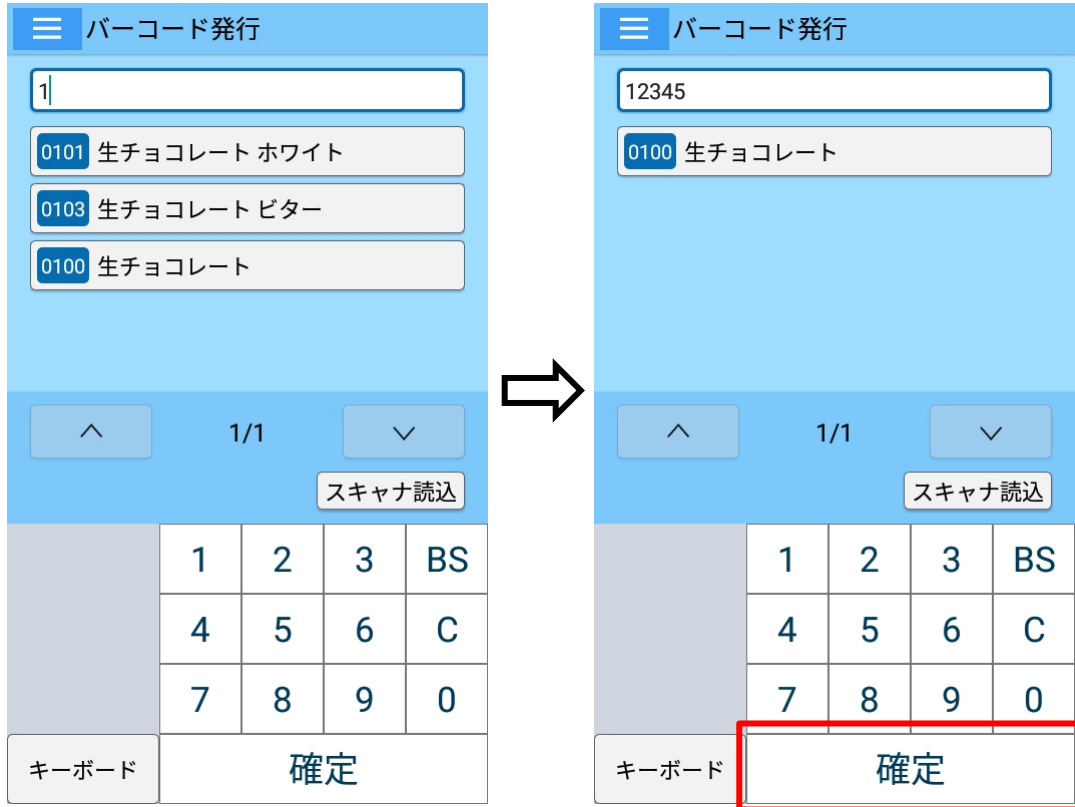 バーコード発行
1
0101 生チョコレート ホワイト
0103 生チョコレート ビター
0100 生チョコレート
1/1
スキャナ読込
1 2 3 BS
4 5 6 C
7 8 9 0
キーボード 確定
バーコード発行
12345
0100 生チョコレート
1/1
スキャナ読込
1 2 3 BS
4 5 6 C
7 8 9 0
キーボード 確定